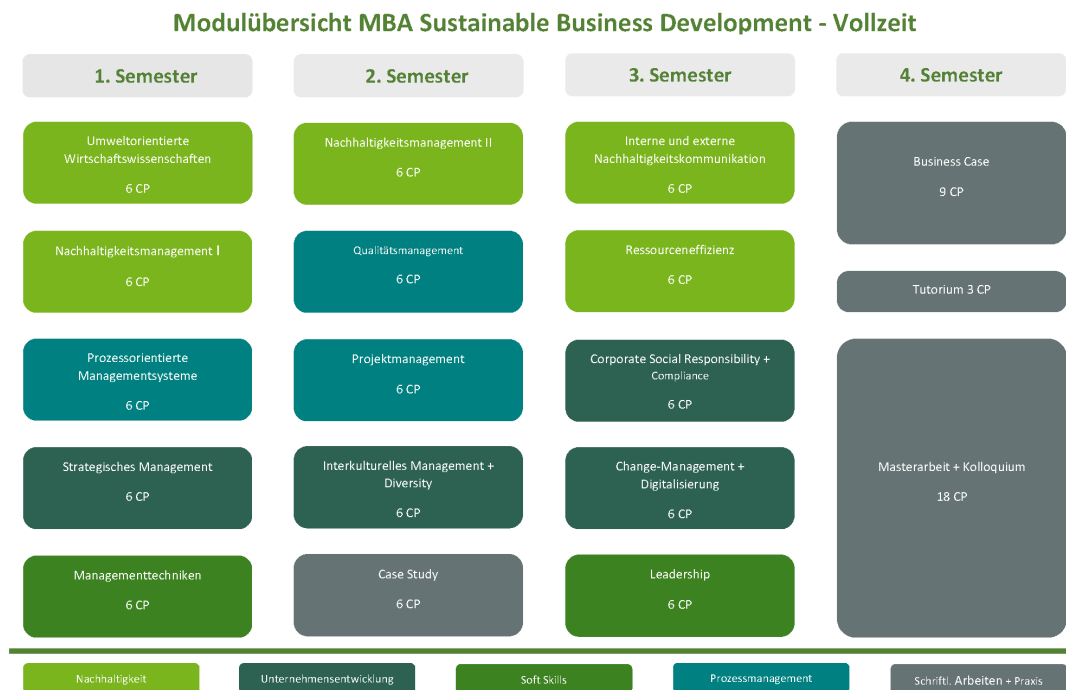 Modulübersicht MBA Sustainable Business Development - Vollzeit
1. Semester
Umweltorientierte
Wirtschaftswissenschaften
6 CP
Nachhaltigkeitsmanagement I
6 CP
Prozessorientierte
Managementsysteme
6 CP
Strategisches Management
6 CP
Managementtechniken
6 CP
2. Semester
Nachhaltigkeitsmanagement II
6 CP
Qualitätsmanagement
6 CP
Projektmanagement
6 CP
Interkulturelles Management +
Diversity
6 CP
Case Study
6 CP
3. Semester
Interne und externe
Nachhaltigkeitskommunikation
6 CP
Ressourceneffizienz
6 CP
Corporate Social Responsibility +
Compliance
6 CP
Change-Management +
Digitalisierung
6 CP
Leadership
6 CP
4. Semester
Business Case
9 CP
Tutorium 3 CP
Masterarbeit + Kolloquium
18 CP
Nachhaltigkeit
Unternehmensentwicklung
Soft Skills
Prozessmanagement
Schriftl. Arbeiten + Praxis